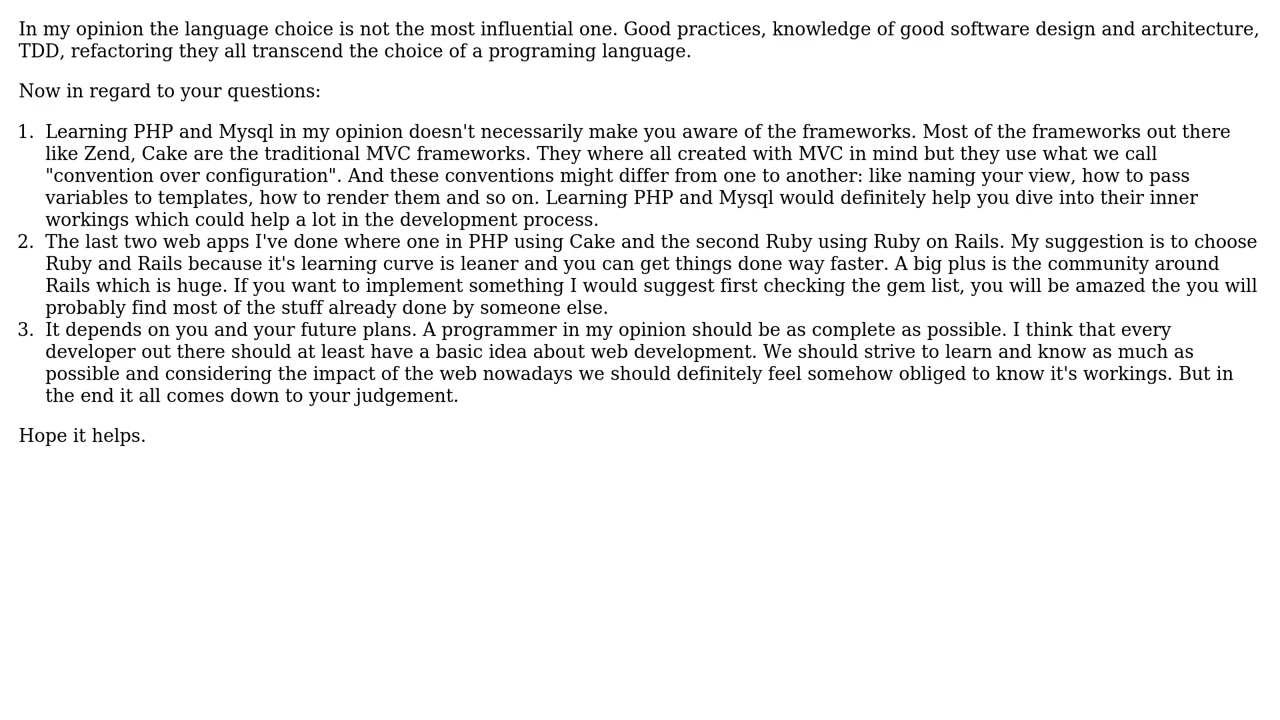 In my opinion the language choice is not the most influential one. Good practices, knowledge of good software design and architecture,
TDD, refactoring they all transcend the choice of a programing language.
Now in regard to your questions:
1. Learning PHP and Mysql in my opinion doesn't necessarily make you aware of the frameworks. Most of the frameworks out there
like Zend, Cake are the traditional MVC frameworks. They where all created with MVC in mind but they use what we call
"convention over configuration". And these conventions might differ from one to another: like naming your view, how to pass
variables to templates, how to render them and so on. Learning PHP and Mysql would definitely help you dive into their inner
workings which could help a lot in the development process.
2. The last two web apps I've done where one in PHP using Cake and the second Ruby using Ruby on Rails. My suggestion is to choose
Ruby and Rails because it's learning curve is leaner and you can get things done way faster. A big plus is the community around
Rails which is huge. If you want to implement something I would suggest first checking the gem list, you will be amazed the you will
probably find most of the stuff already done by someone else.
3. It depends on you and your future plans. A programmer in my opinion should be as complete as possible. I think that every
developer out there should at least have a basic idea about web development. We should strive to learn and know as much as
possible and considering the impact of the web nowadays we should definitely feel somehow obliged to know it's workings. But in
the end it all comes down to your judgement.
Hope it helps.